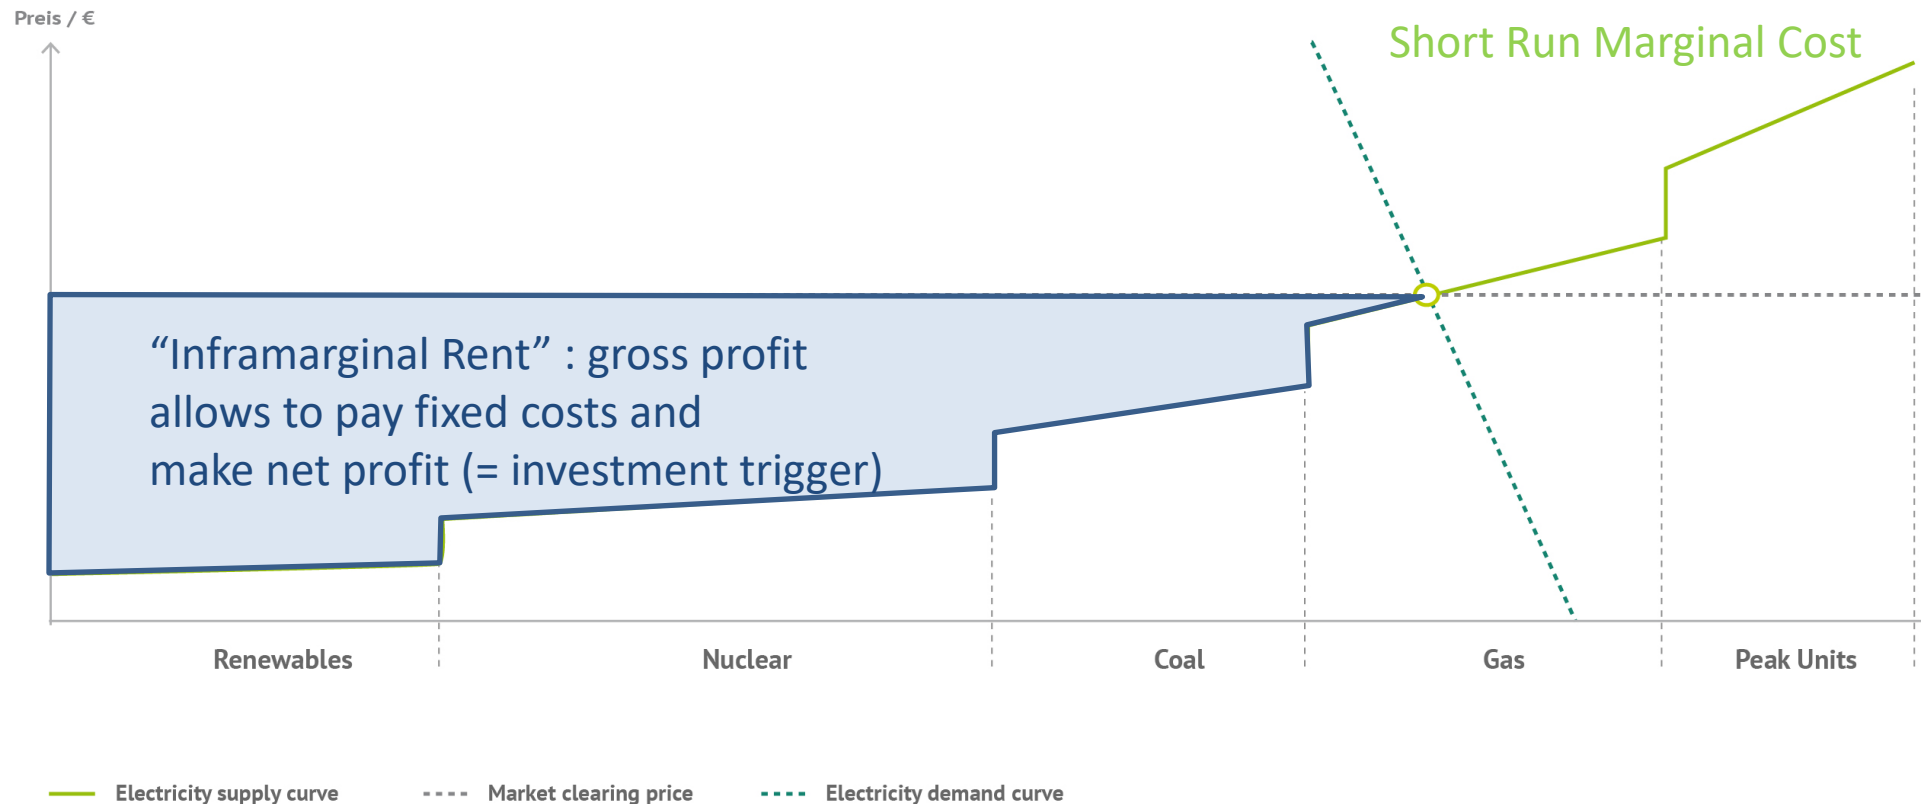 Preis / €
Short Run Marginal Cost
“Inframarginal Rent” : gross profit
allows to pay fixed costs and
make net profit (= investment trigger)
Renewables
Nuclear
Coal
Gas
Peak Units
Electricity supply curve
Market clearing price
Electricity demand curve